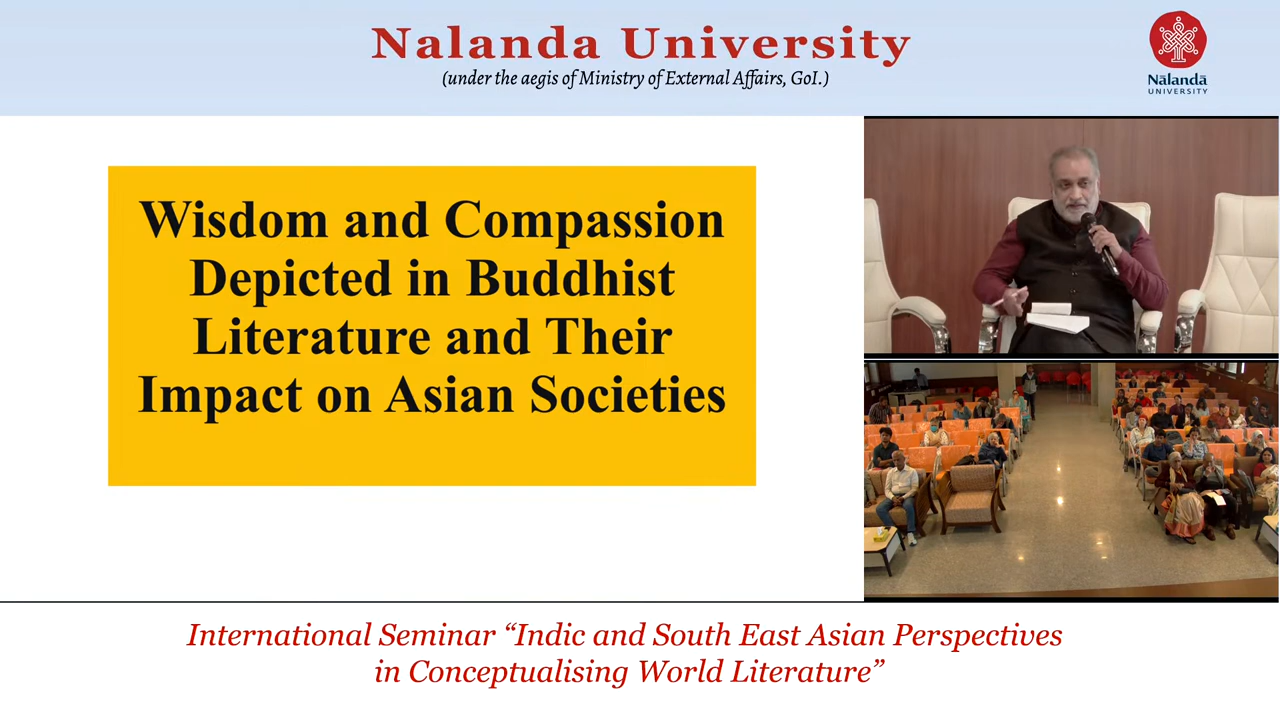 Nalanda University
(under the aegis of Ministry of External Affairs, GoI.)
Nālandā
UNIVERSITY
Wisdom and Compassion
Depicted in Buddhist
Literature and Their
Impact on Asian Societies
International Seminar “Indic and South East Asian Perspectives
in Conceptualising World Literature”